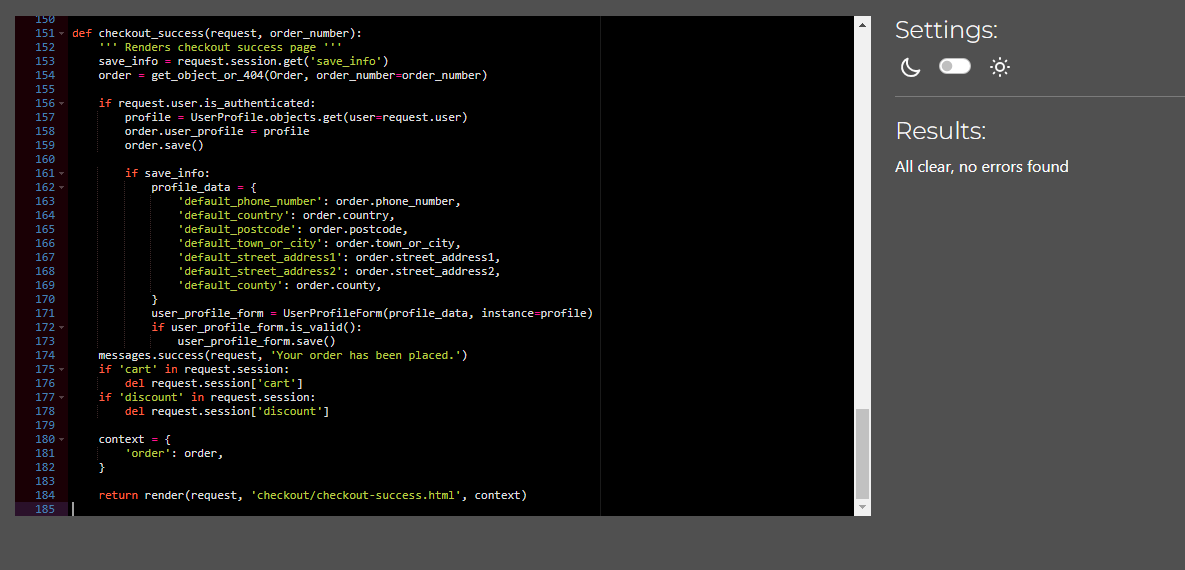 150
151 def checkout_success(request, order_number):
152     ''' Renders checkout success page '''
153     save_info = request.session.get('save_info')
154     order = get_object_or_404(Order, order_number=order_number)
155
156     if request.user.is_authenticated:
157         profile = UserProfile.objects.get(user=request.user)
158         order.user_profile = profile
159         order.save()
160
161         if save_info:
162             profile_data = {
163                 'default_phone_number': order.phone_number,
164                 'default_country': order.country,
165                 'default_postcode': order.postcode,
166                 'default_town_or_city': order.town_or_city,
167                 'default_street_address1': order.street_address1,
168                 'default_street_address2': order.street_address2,
169                 'default_county': order.county,
170             }
171             user_profile_form = UserProfileForm(profile_data, instance=profile)
172             if user_profile_form.is_valid():
173                 user_profile_form.save()
174     messages.success(request, 'Your order has been placed.')
175     if 'cart' in request.session:
176         del request.session['cart']
177     if 'discount' in request.session:
178         del request.session['discount']
179
180     context = {
181         'order': order,
182     }
183
184     return render(request, 'checkout/checkout-success.html', context)
185
Settings:
Results:
All clear, no errors found